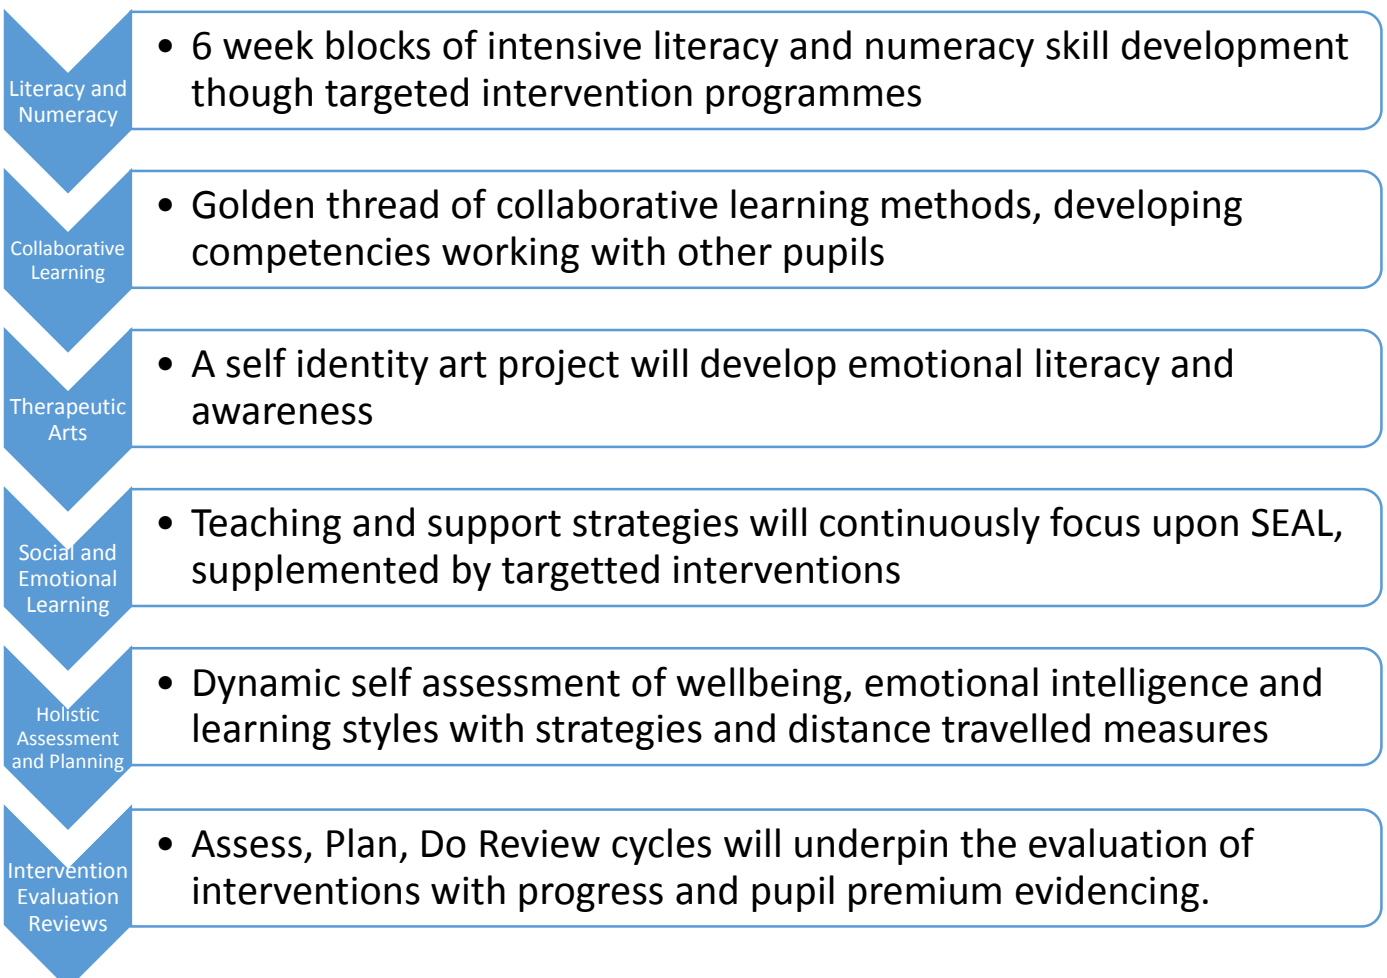 Literacy and
Numeracy
• 6 week blocks of intensive literacy and numeracy skill development
though targeted intervention programmes
Collaborative
Learning
• Golden thread of collaborative learning methods, developing
competencies working with other pupils
Therapeutic
Arts
• A self identity art project will develop emotional literacy and
awareness
Social and
Emotional
Learning
• Teaching and support strategies will continuously focus upon SEAL,
supplemented by targetted interventions
Holistic
Assessment
and Planning
• Dynamic self assessment of wellbeing, emotional intelligence and
learning styles with strategies and distance travelled measures
Intervention
Evaluation
Reviews
• Assess, Plan, Do Review cycles will underpin the evaluation of
interventions with progress and pupil premium evidencing.